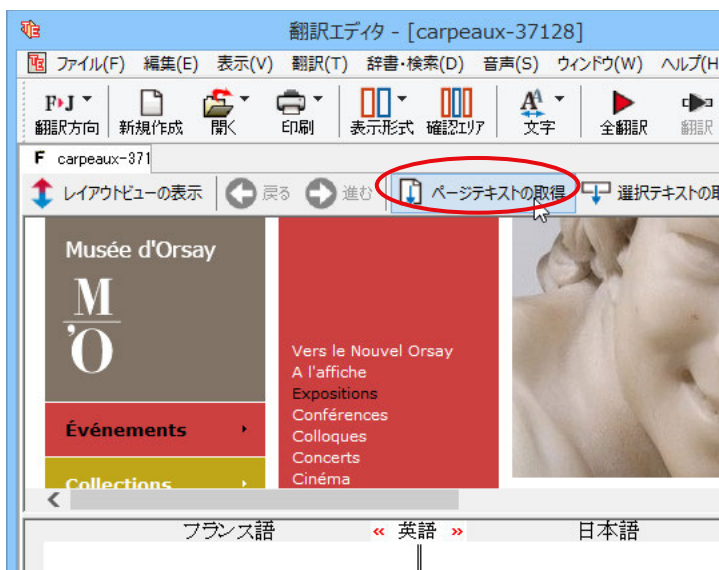 翻訳エディタ - [carpeaux-37128]
ファイル(F) 編集(E) 表示(V) 翻訳(T) 辞書・検索(D) 音声(S) ウィンドウ(W) ヘルプ(H
F▸J
翻訳方向 新規作成 開く 印刷 表示形式 確認エリア 文字 全翻訳 翻訳
F carpeaux-371
レイアウトビューの表示 戻る 進む ページテキストの取得 選択テキストの取
Musée d'Orsay
M
'O
Vers le Nouvel Orsay
A l'affiche
Expositions
Conférences
Colloques
Concerts
Cinéma
Événements
Collections
フランス語 « 英語 » 日本語